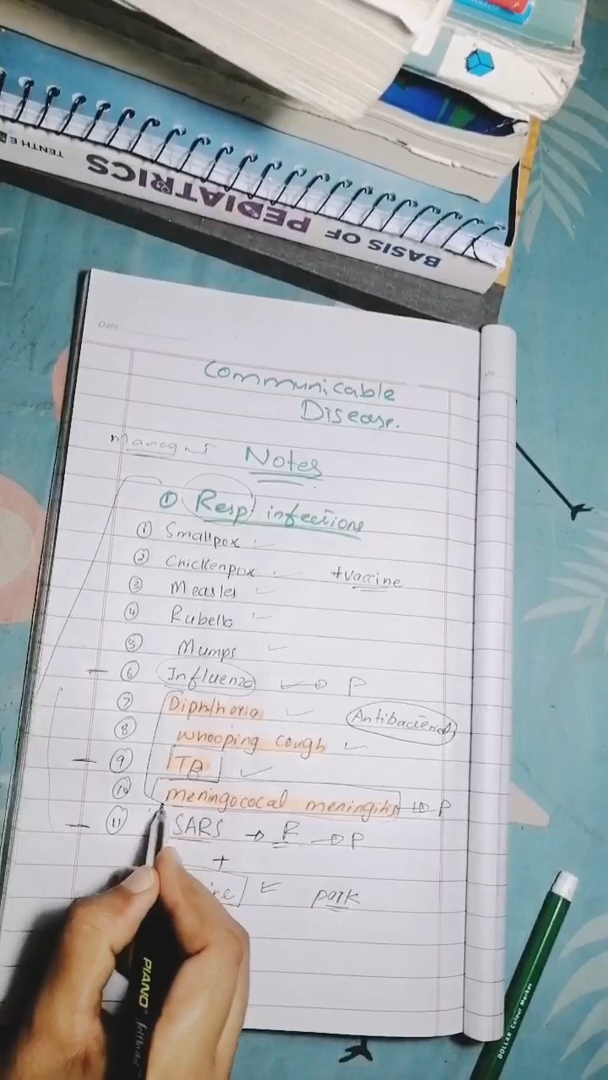 BASIS OF PEDIATRICS
TENTH E
Date
Communicable
Disease.
Notes
① Resp infections
① Smallpox
② Chickenpox + vaccine
③ Measles
④ Rubella
⑤ Mumps
⑥ Influenza → P
⑦ Diphtheria Antibacterial
⑧ whooping cough
⑨ TB
⑩ meningococal meningitis → P
⑪ SARS → R → P
+
pork
PIANO
DOLLAR Colour Marker